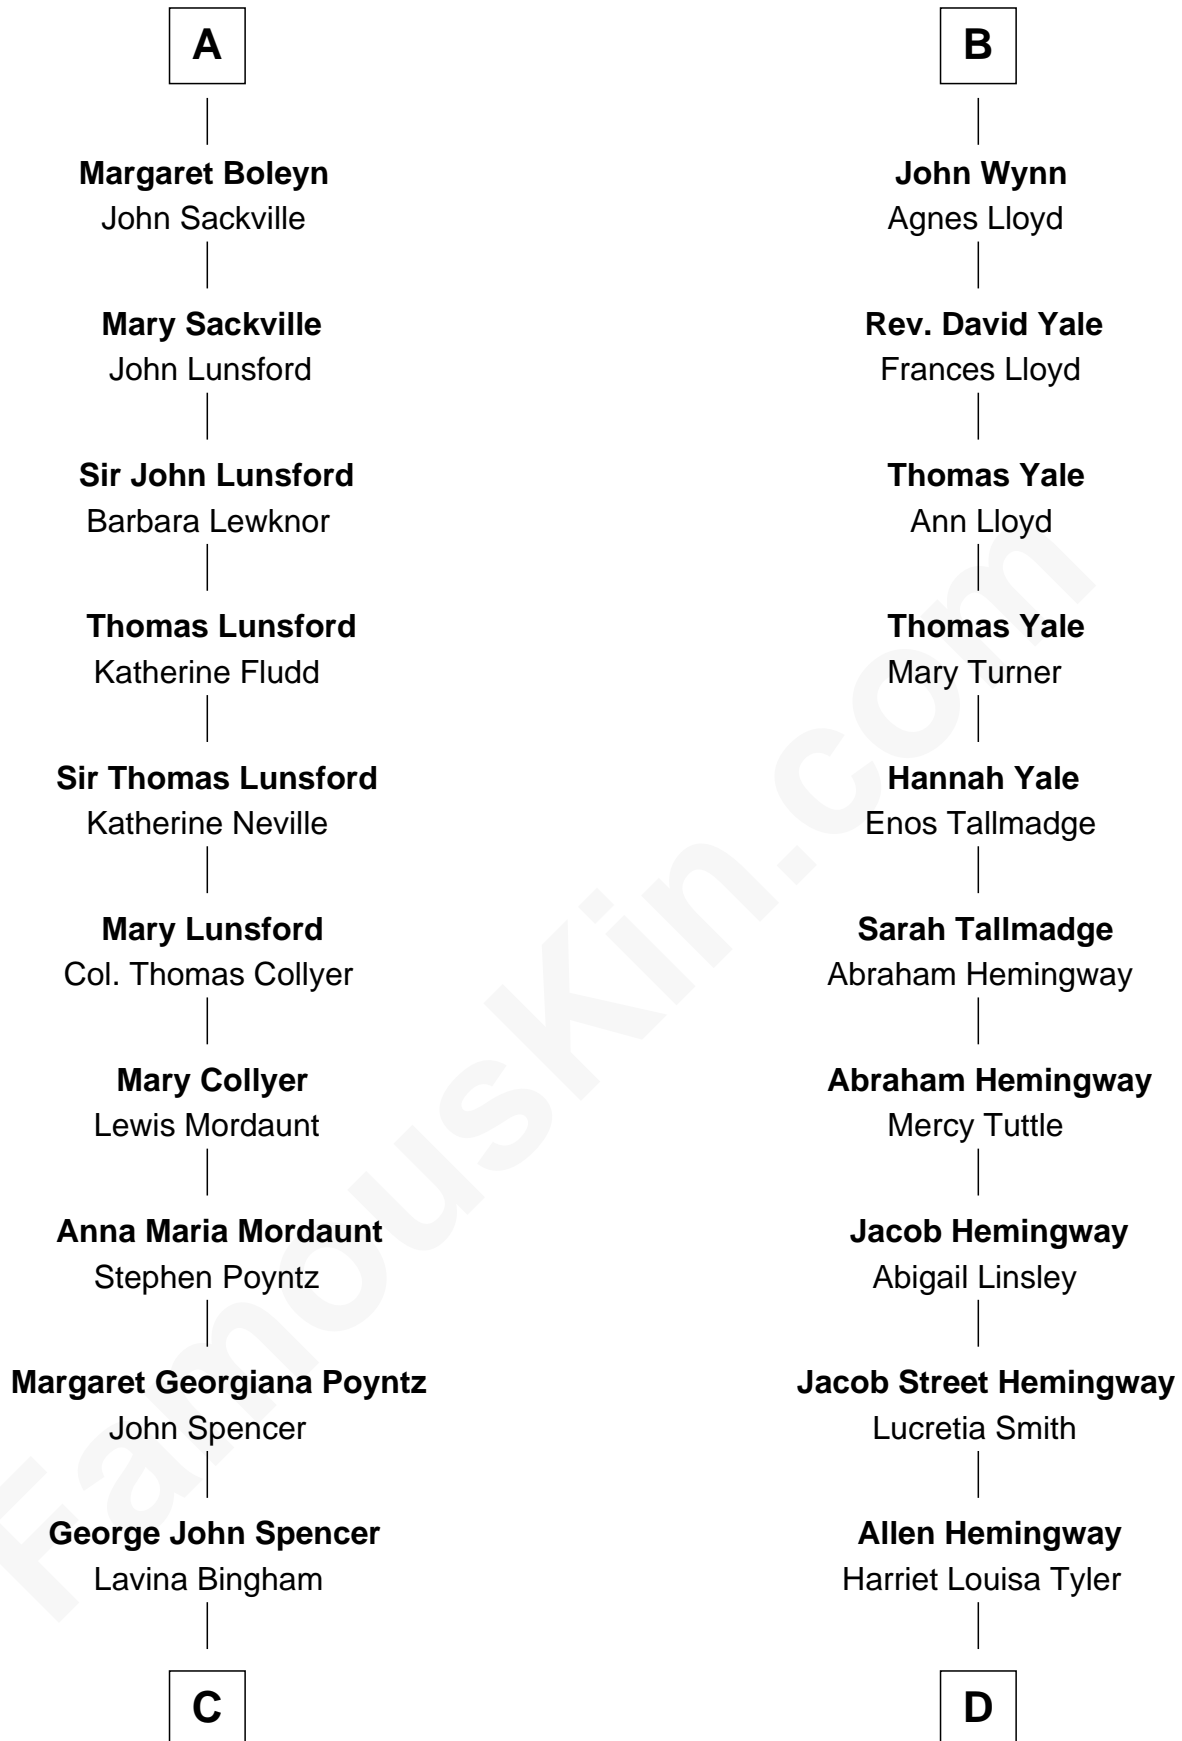 A
Margaret Boleyn
John Sackville
Mary Sackville
John Lunsford
Sir John Lunsford
Barbara Lewknor
Thomas Lunsford
Katherine Fludd
Sir Thomas Lunsford
Katherine Neville
Mary Lunsford
Col. Thomas Collyer
Mary Collyer
Lewis Mordaunt
Anna Maria Mordaunt
Stephen Poyntz
Margaret Georgiana Poyntz
John Spencer
George John Spencer
Lavina Bingham
C
B
John Wynn
Agnes Lloyd
Rev. David Yale
Frances Lloyd
Thomas Yale
Ann Lloyd
Thomas Yale
Mary Turner
Hannah Yale
Enos Tallmadge
Sarah Tallmadge
Abraham Hemingway
Abraham Hemingway
Mercy Tuttle
Jacob Hemingway
Abigail Linsley
Jacob Street Hemingway
Lucretia Smith
Allen Hemingway
Harriet Louisa Tyler
D
FamousKin.com